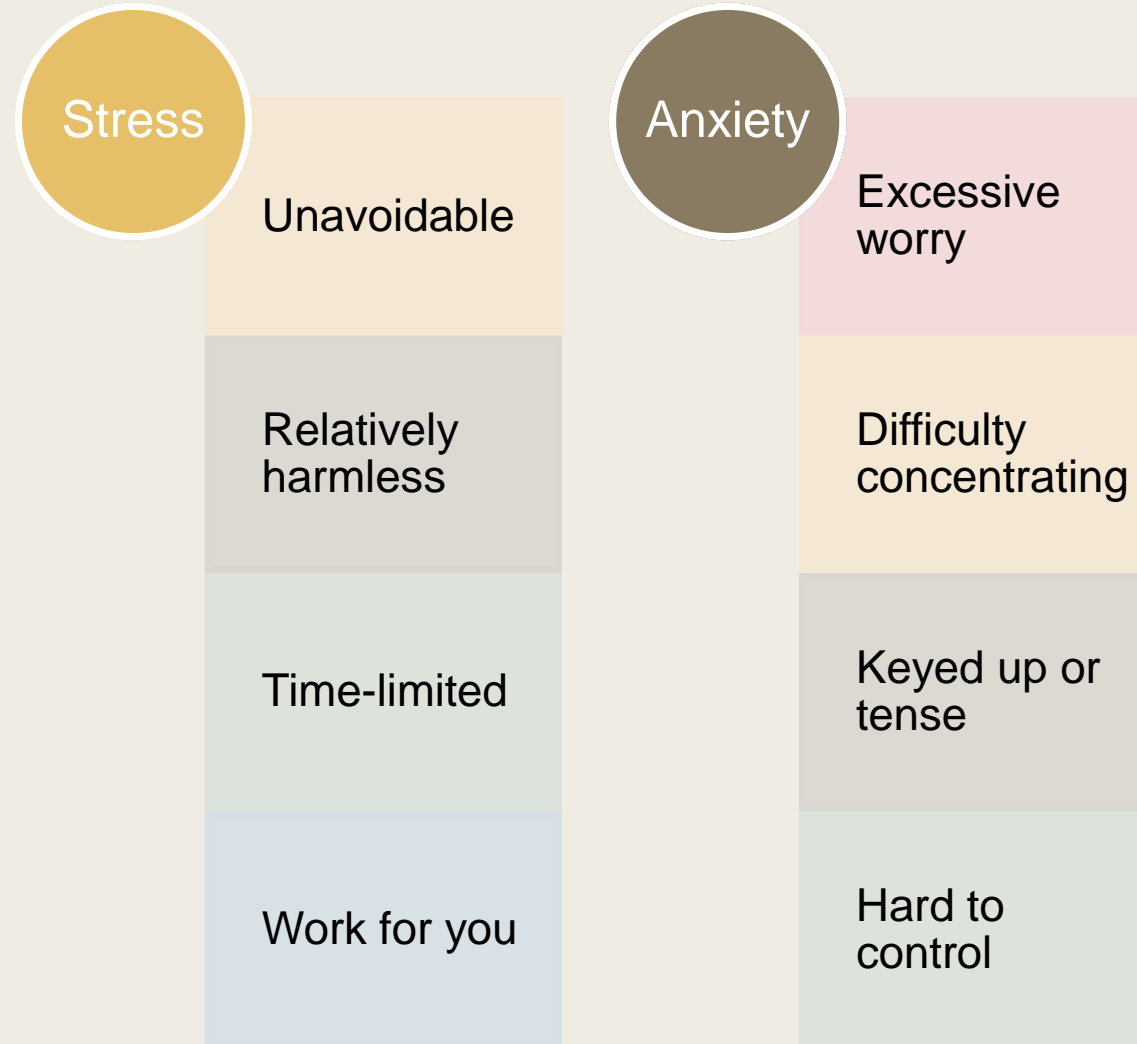 Stress
Unavoidable
Relatively
harmless
Time-limited
Work for you
Anxiety
Excessive
worry
Difficulty
concentrating
Keyed up or
tense
Hard to
control